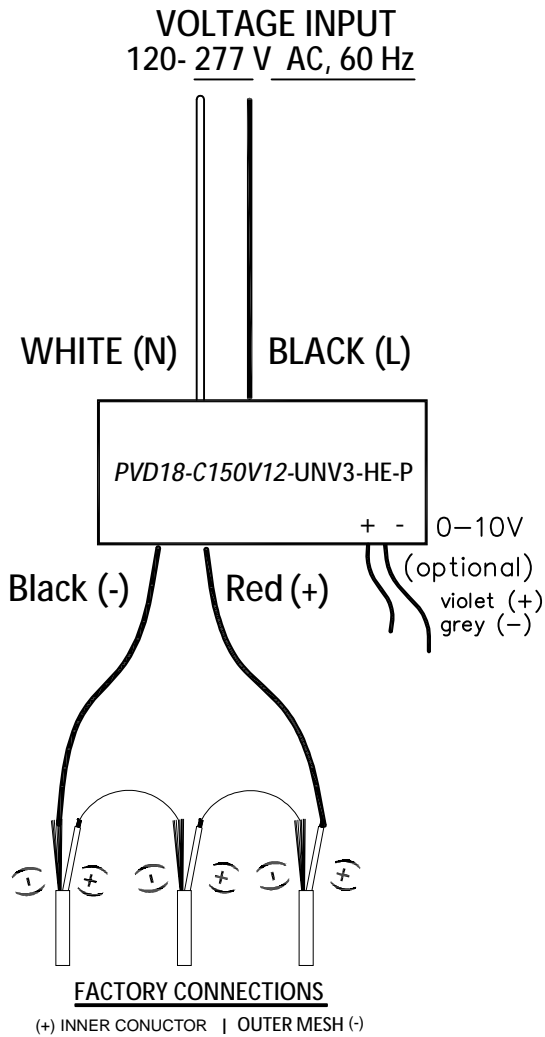 VOLTAGE INPUT
120- 277 V AC, 60 Hz
WHITE (N)
BLACK (L)
PVD18-C150V12-UNV3-HE-P
+ -
0-10V
(optional)
violet (+)
grey (-)
Black (-)
Red (+)
(-) (+) (-) (+) (-) (+)
FACTORY CONNECTIONS
(+) INNER CONUCTOR | OUTER MESH (-)